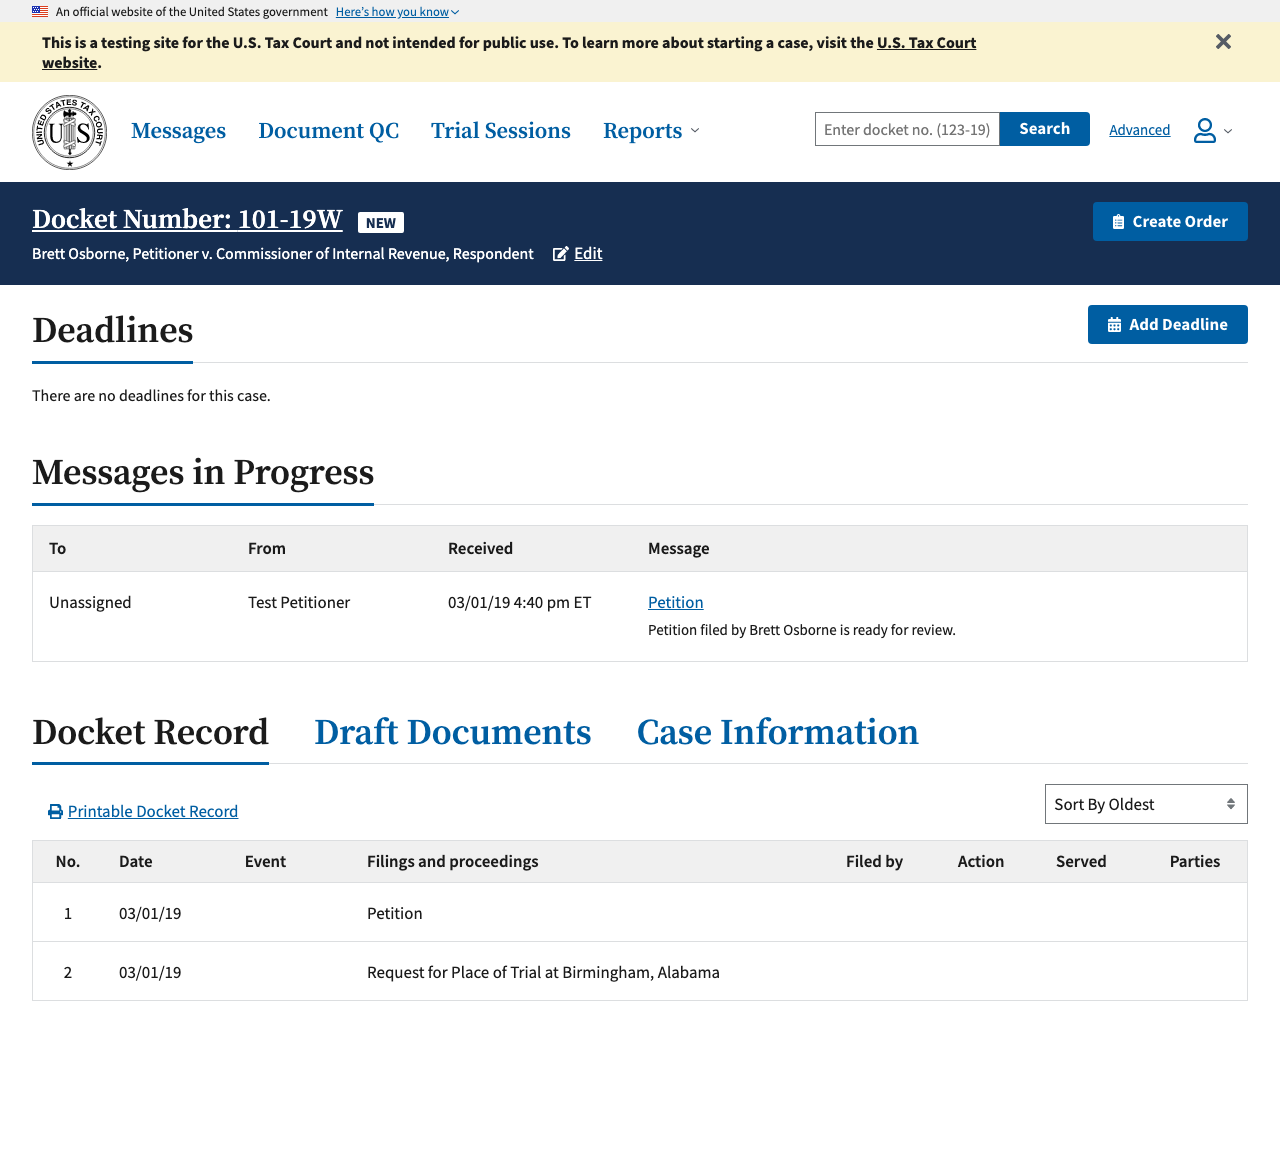 An official website of the United States government Here's how you know
This is a testing site for the U.S. Tax Court and not intended for public use. To learn more about starting a case, visit the U.S. Tax Court
website.
UNITED STATES TAX COURT
US
Messages Document QC Trial Sessions Reports Enter docket no. (123-19) Search Advanced
Docket Number: 101-19W NEW Create Order
Brett Osborne, Petitioner v. Commissioner of Internal Revenue, Respondent Edit
Deadlines Add Deadline
There are no deadlines for this case.
Messages in Progress
To From Received Message
Unassigned Test Petitioner 03/01/19 4:40 pm ET Petition
Petition filed by Brett Osborne is ready for review.
Docket Record Draft Documents Case Information
Printable Docket Record Sort By Oldest
No. Date Event Filings and proceedings Filed by Action Served Parties
1 03/01/19 Petition
2 03/01/19 Request for Place of Trial at Birmingham, Alabama